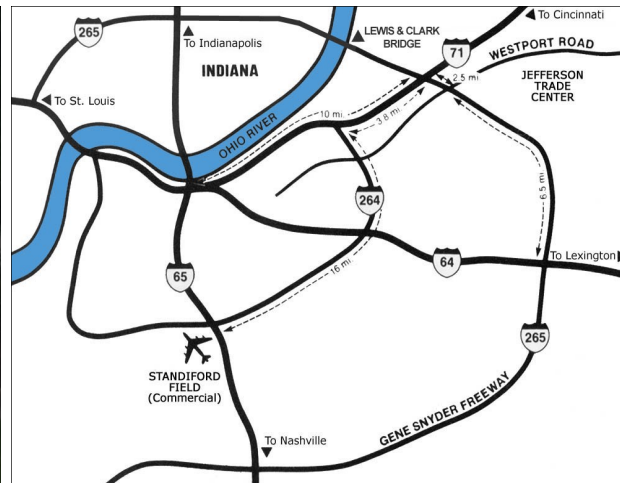 To Cincinnati
265
LEWIS & CLARK
BRIDGE
To Indianapolis
71
WESTPORT ROAD
INDIANA
2.5 mi.
JEFFERSON
TRADE
CENTER
To St. Louis
10 mi.
3.8 mi.
OHIO RIVER
6.5 mi.
264
To Lexington
64
65
16 mi.
265
STANDIFORD
FIELD
(Commercial)
GENE SNYDER FREEWAY
To Nashville